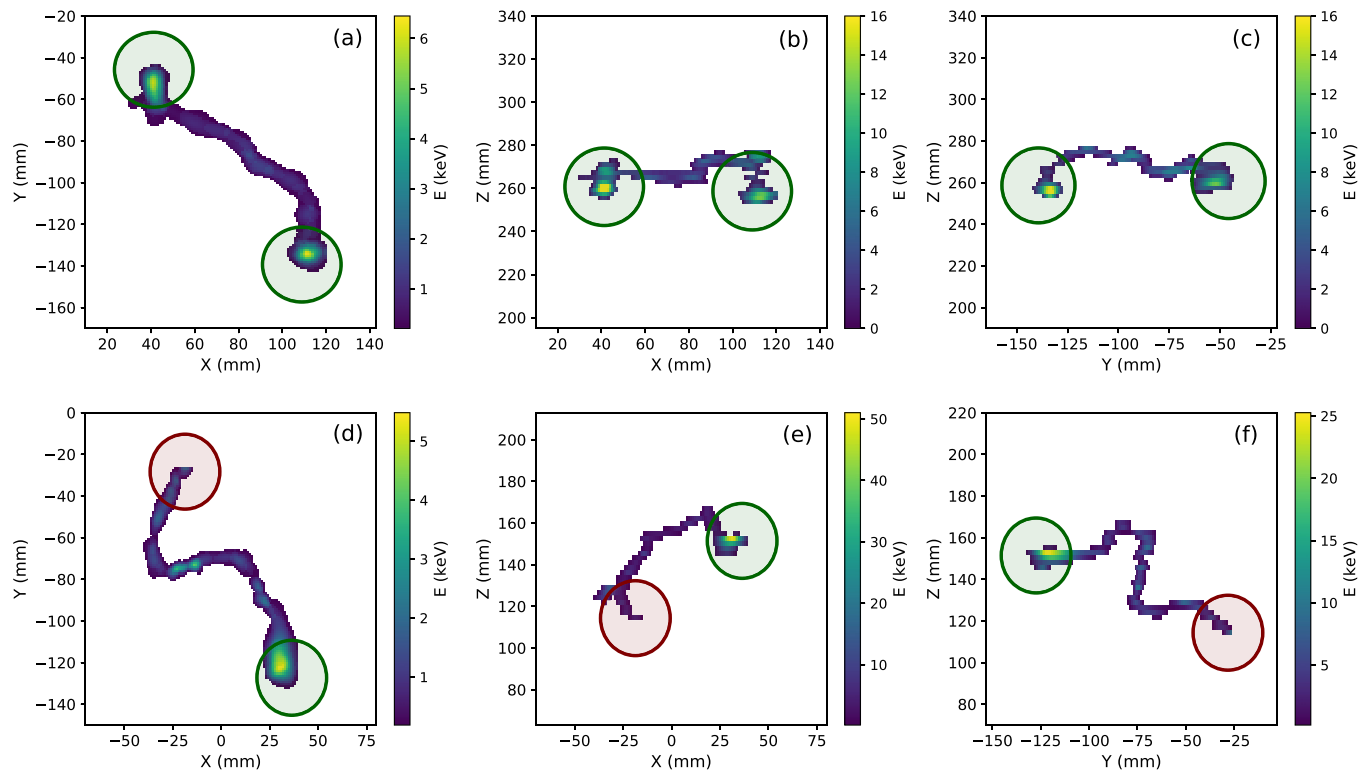 (a)
−20
−40
−60
−80
−100
−120
−140
−160
Y (mm)
20 40 60 80 100 120 140
X (mm)
6
5
4
3
2
1
E (keV)
(b)
340
320
300
280
260
240
220
200
Z (mm)
20 40 60 80 100 120 140
X (mm)
16
14
12
10
8
6
4
2
0
E (keV)
(c)
340
320
300
280
260
240
220
200
Z (mm)
−150 −125 −100 −75 −50 −25
Y (mm)
16
14
12
10
8
6
4
2
0
E (keV)
(d)
0
−20
−40
−60
−80
−100
−120
−140
Y (mm)
−50 −25 0 25 50 75
X (mm)
5
4
3
2
1
E (keV)
(e)
200
180
160
140
120
100
80
Z (mm)
−50 −25 0 25 50 75
X (mm)
50
40
30
20
10
E (keV)
(f)
220
200
180
160
140
120
100
80
Z (mm)
−150 −125 −100 −75 −50 −25
Y (mm)
25
20
15
10
5
E (keV)